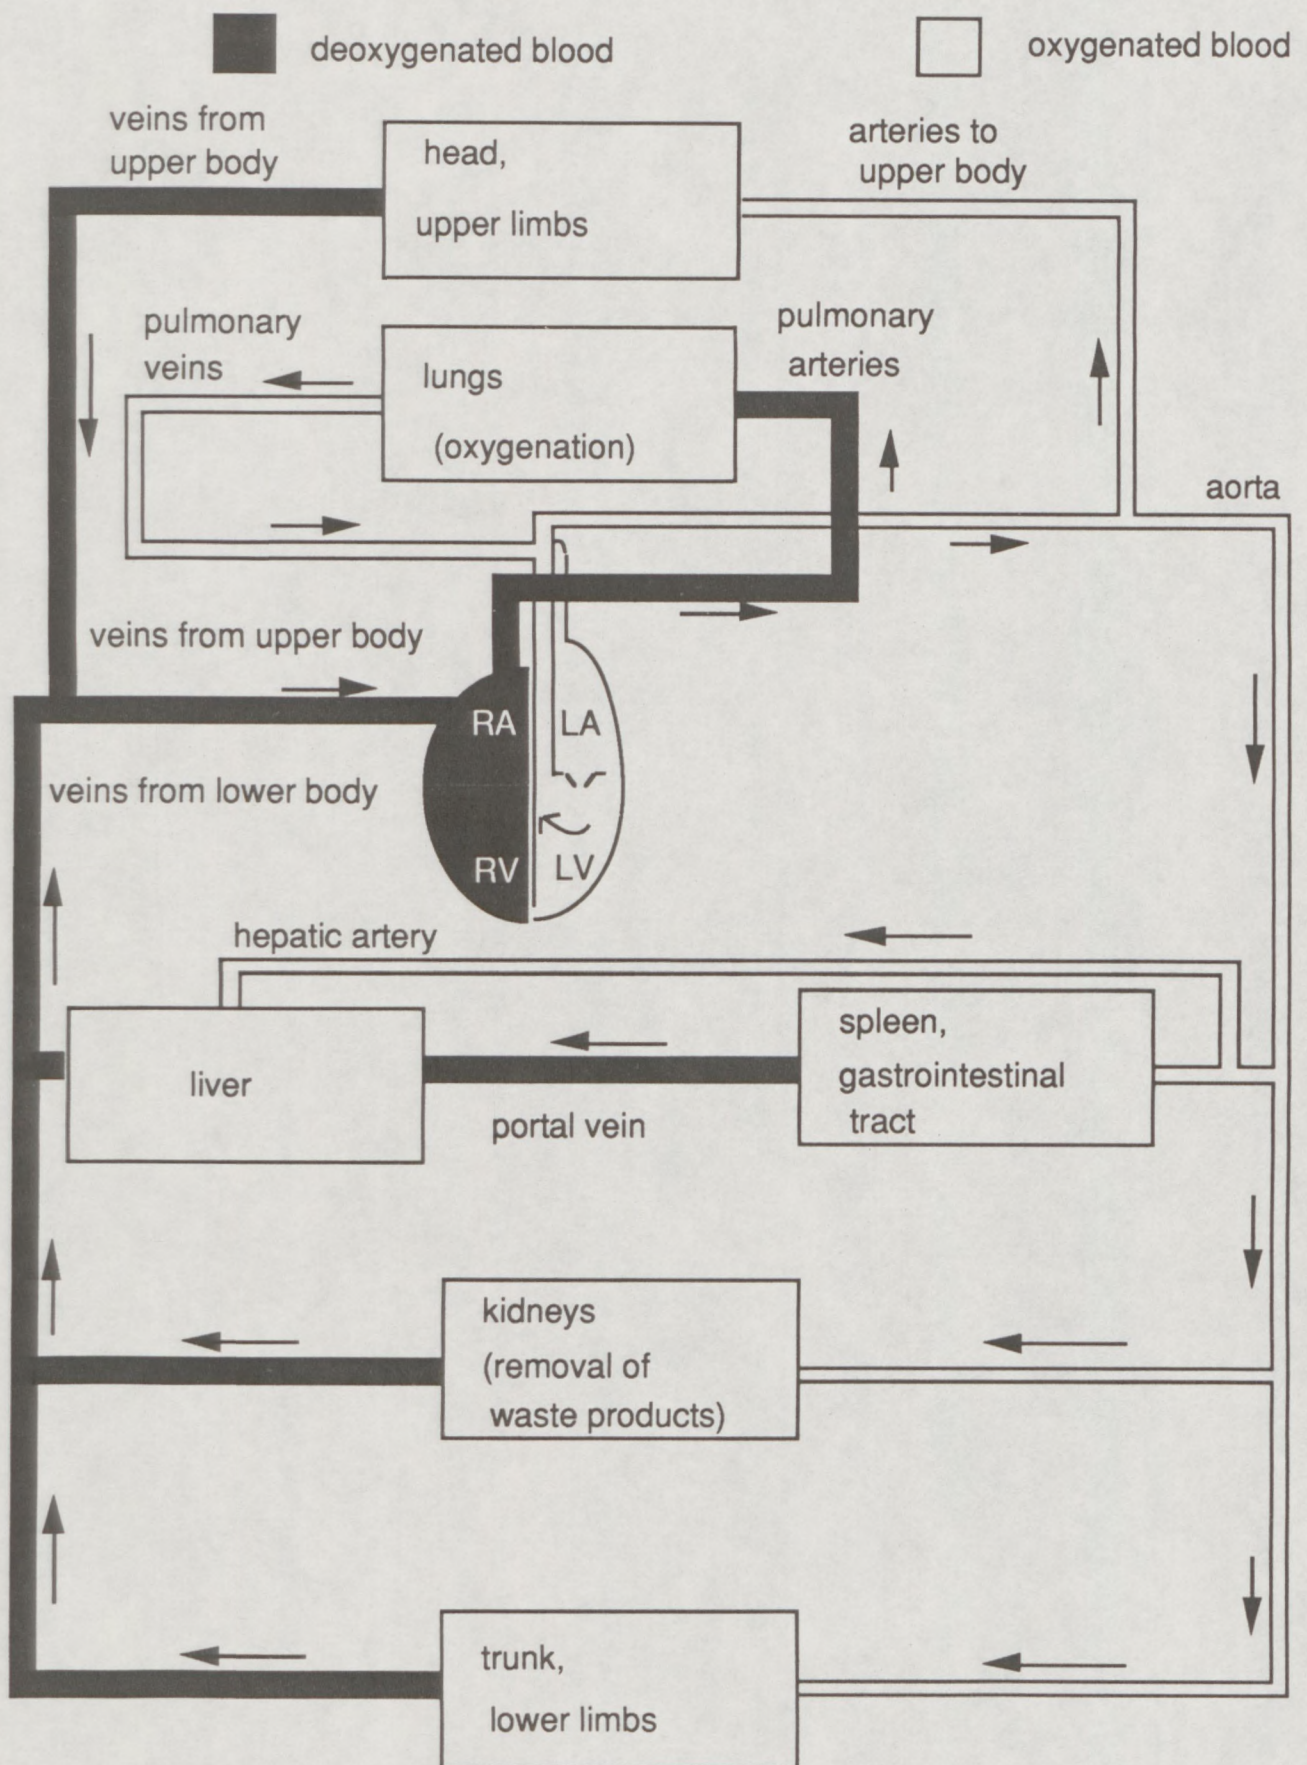 deoxygenated blood
oxygenated blood
veins from
upper body
head,
upper limbs
arteries to
upper body
pulmonary
veins
lungs
(oxygenation)
pulmonary
arteries
aorta
veins from upper body
RA
LA
veins from lower body
RV
LV
hepatic artery
liver
portal vein
spleen,
gastrointestinal
tract
kidneys
(removal of
waste products)
trunk,
lower limbs